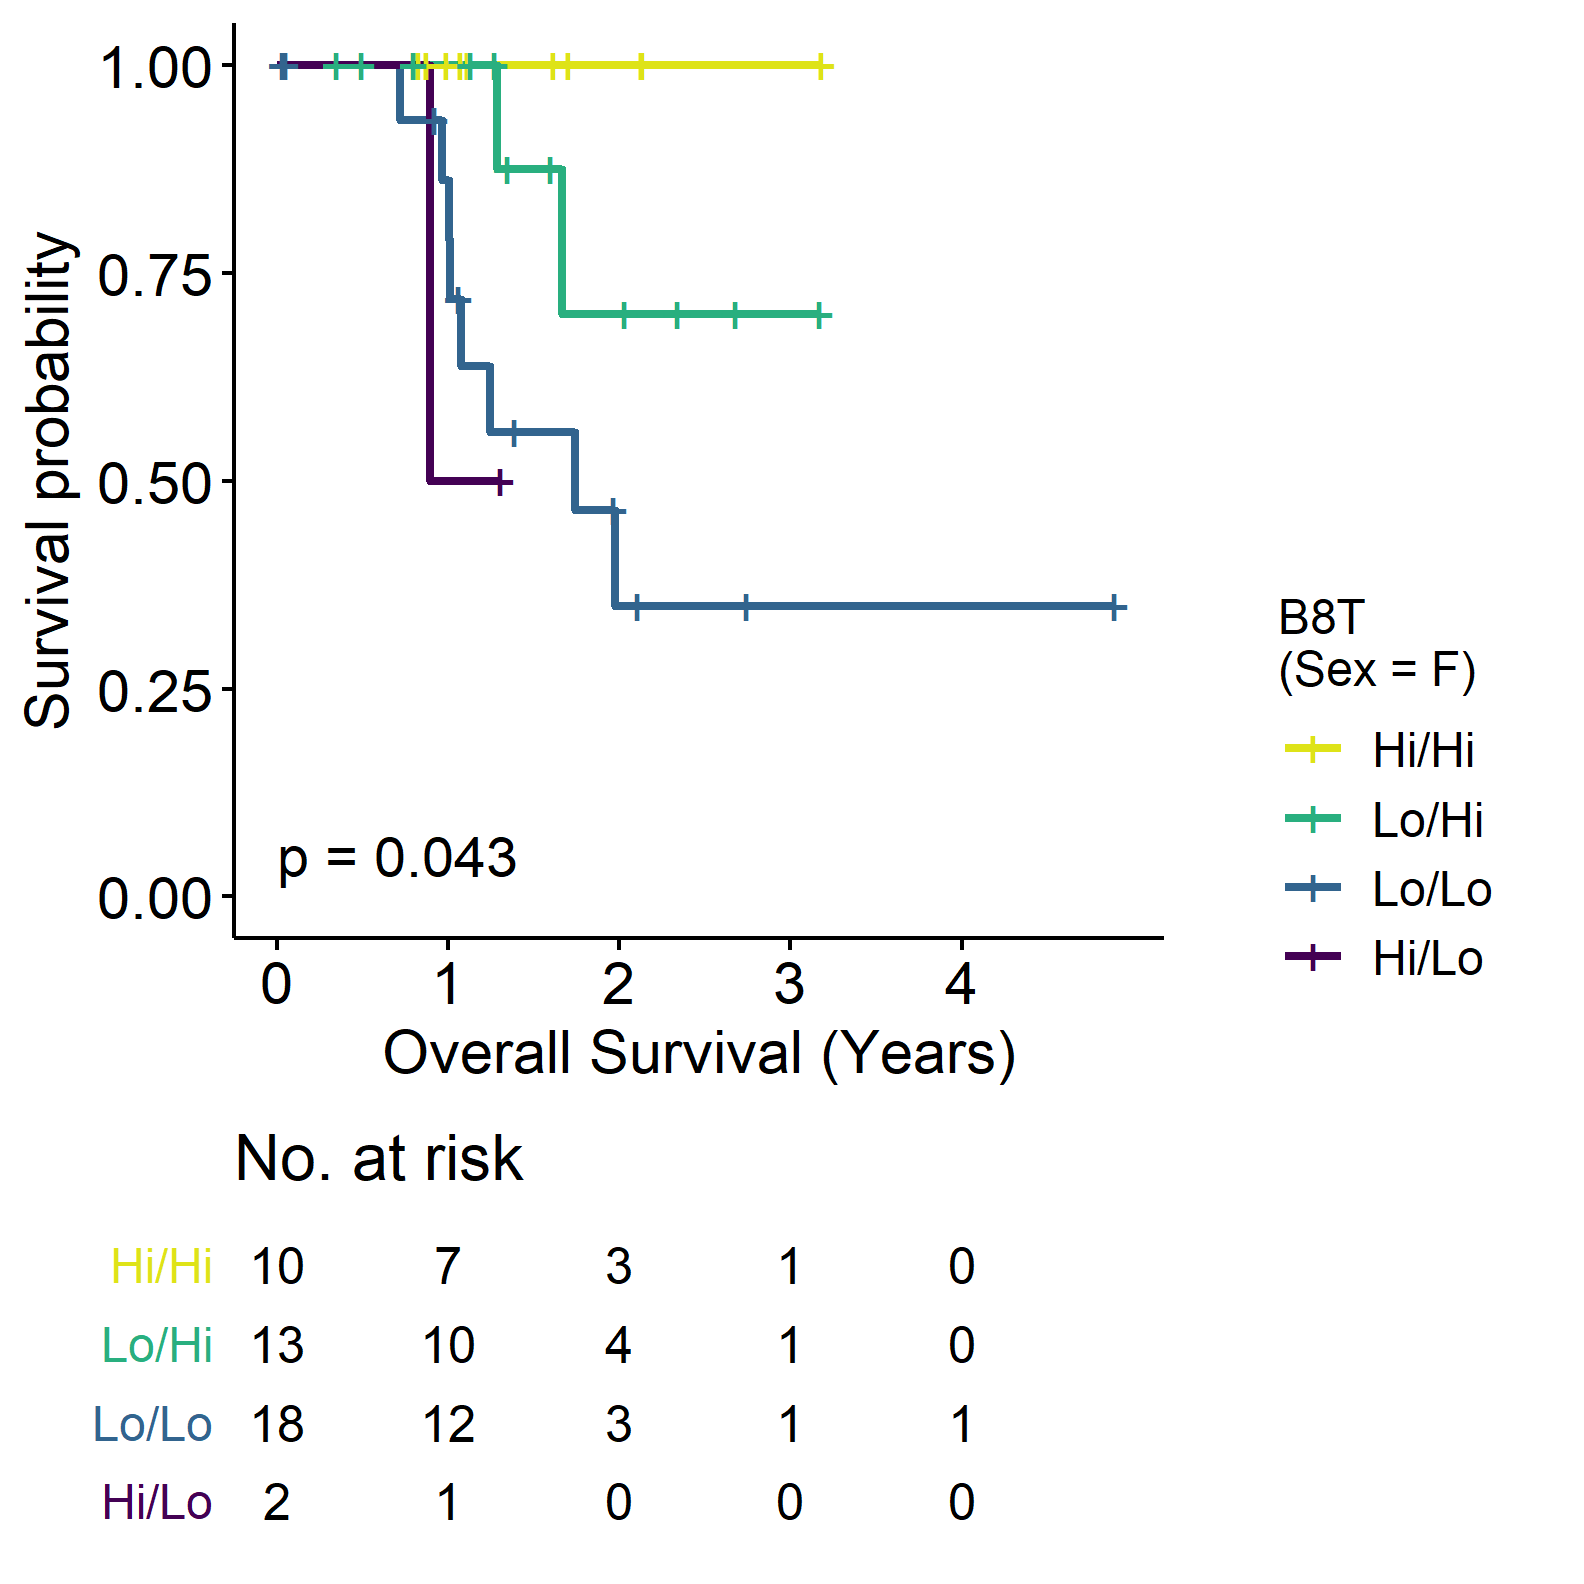 1.00
0.75
0.50
0.25
0.00
Survival probability
p = 0.043
0 1 2 3 4
Overall Survival (Years)
B8T
(Sex = F)
Hi/Hi
Lo/Hi
Lo/Lo
Hi/Lo
No. at risk
Hi/Hi 10 7 3 1 0
Lo/Hi 13 10 4 1 0
Lo/Lo 18 12 3 1 1
Hi/Lo 2 1 0 0 0